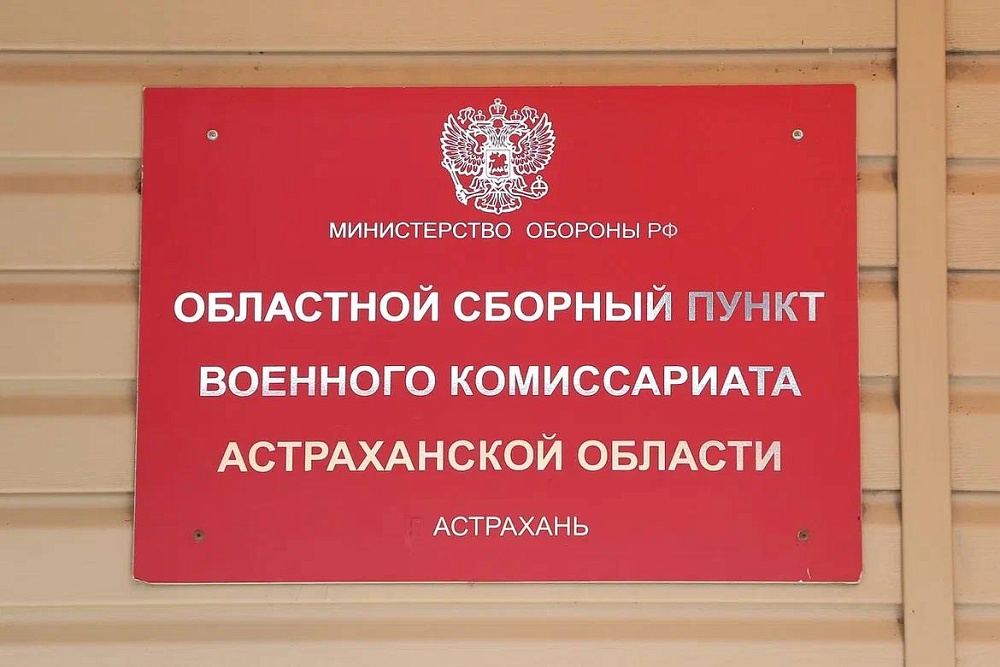 МИНИСТЕРСТВО ОБОРОНЫ РФ
ОБЛАСТНОЙ СБОРНЫЙ ПУНКТ
ВОЕННОГО КОМИССАРИАТА
АСТРАХАНСКОЙ ОБЛАСТИ
Г АСТРАХАНЬ